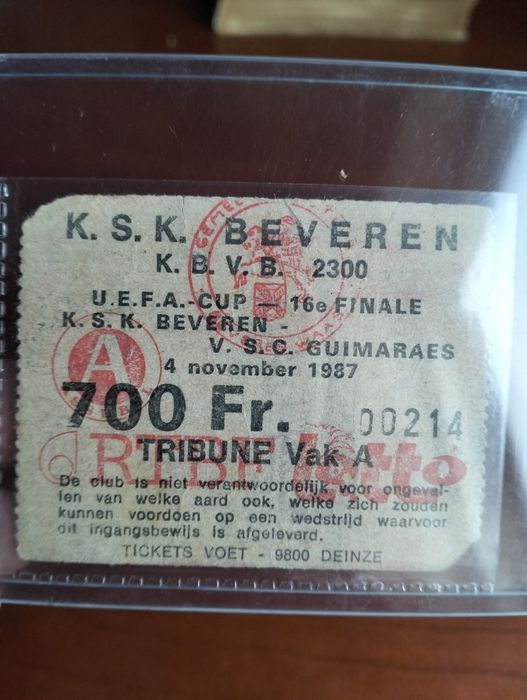 K. S. K. BEVEREN
K. B. V. B. 2300
U.E.F.A.-CUP — 16e FINALE
K. S. K. BEVEREN -
V. S. C. GUIMARAES
4 november 1987
A
700 Fr. 00214
TRIBUNE Vak A
RTBF Lotto
De club is niet verantwoordelijk voor ongeval-
len van welke aard ook, welke zich zouden
kunnen voordoen op een wedstrijd waarvoor
dit ingangsbewijs is afgeleverd.
TICKETS VOET - 9800 DEINZE